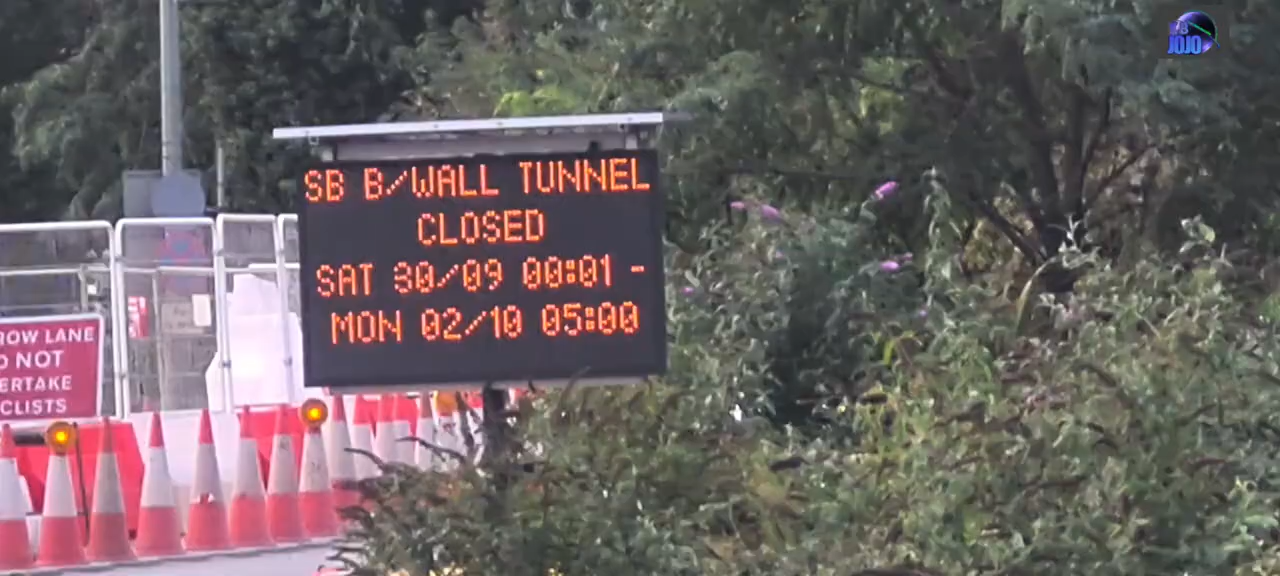 SB B/WALL TUNNEL
CLOSED
SAT 30/09 00:01 -
MON 02/10 05:00
ROW LANE
NOT
ERTAKE
CLISTS
JOJO